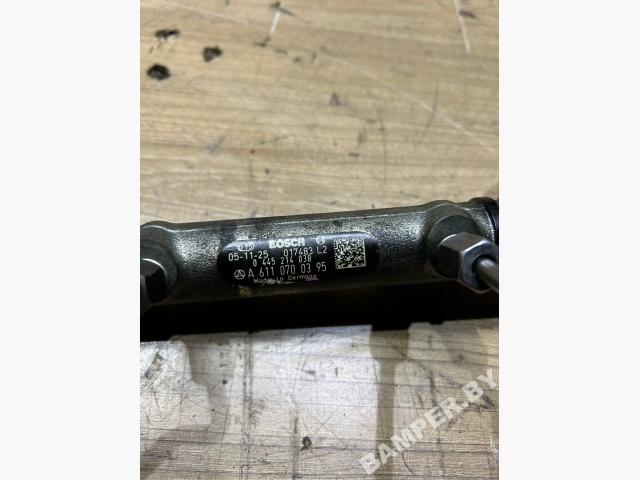 BOSCH G
05-11-25 017483 L2
0 445 214 036
A 611 070 03 95
Made in Germany
BAMPER.BY